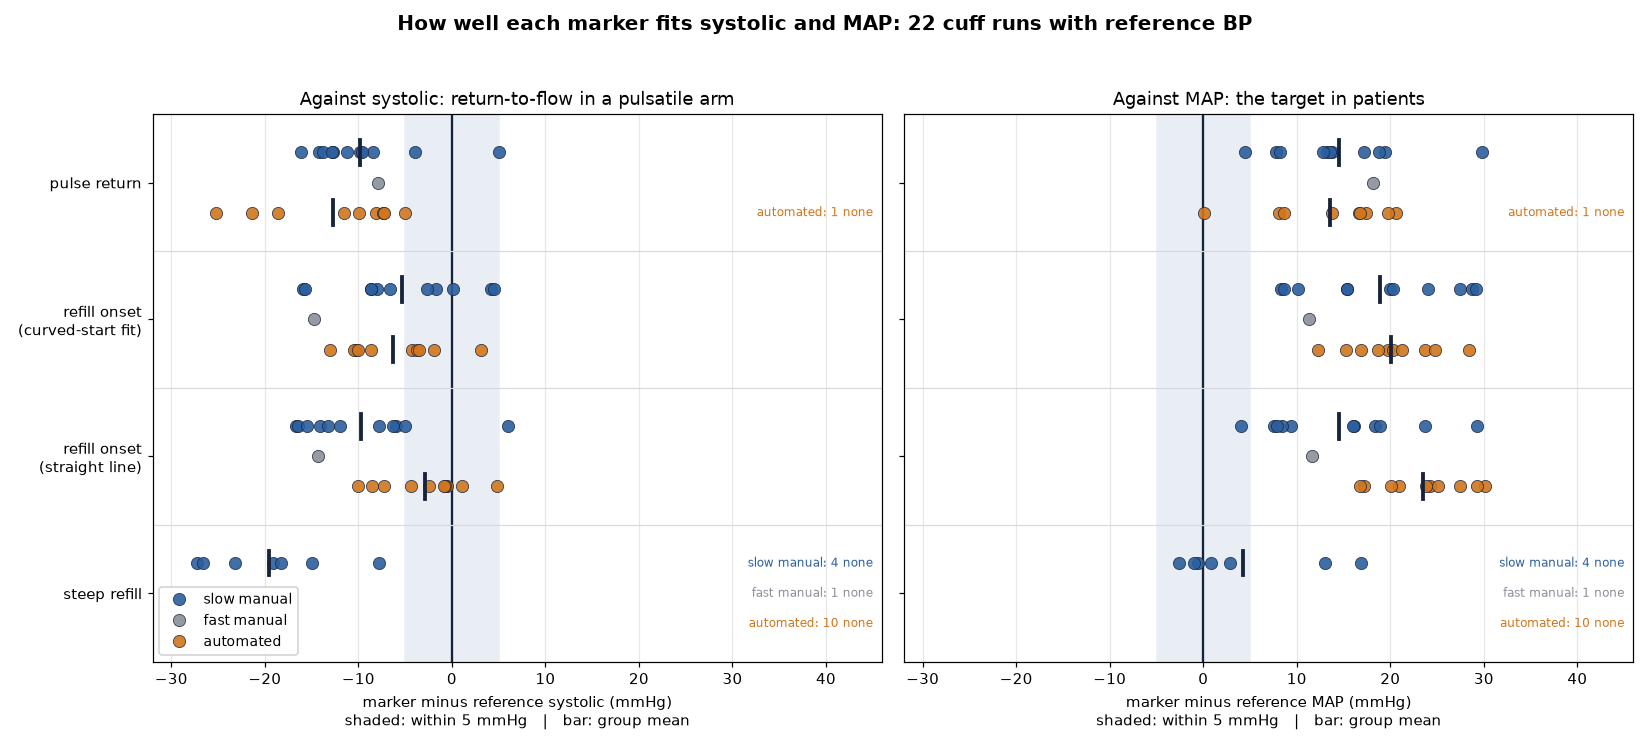 How well each marker fits systolic and MAP: 22 cuff runs with reference BP
Against systolic: return-to-flow in a pulsatile arm
pulse return
automated: 1 none
refill onset
(curved-start fit)
refill onset
(straight line)
steep refill
slow manual: 4 none
fast manual: 1 none
automated: 10 none
slow manual
fast manual
automated
−30 −20 −10 0 10 20 30 40
marker minus reference systolic (mmHg)
shaded: within 5 mmHg | bar: group mean
Against MAP: the target in patients
automated: 1 none
slow manual: 4 none
fast manual: 1 none
automated: 10 none
−30 −20 −10 0 10 20 30 40
marker minus reference MAP (mmHg)
shaded: within 5 mmHg | bar: group mean